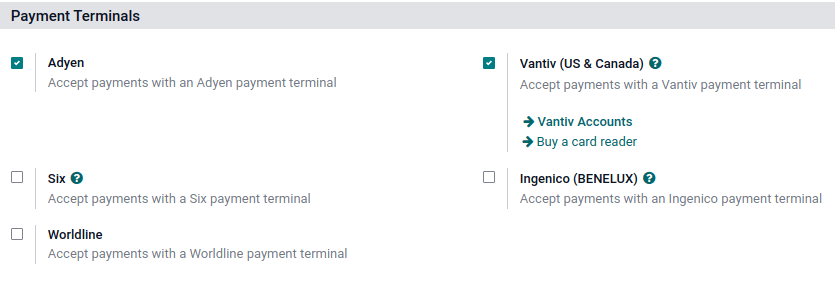 Payment Terminals
Adyen
Accept payments with an Adyen payment terminal
Vantiv (US & Canada) ?
Accept payments with a Vantiv payment terminal
→ Vantiv Accounts
→ Buy a card reader
Six ?
Accept payments with a Six payment terminal
Ingenico (BENELUX) ?
Accept payments with an Ingenico payment terminal
Worldline
Accept payments with a Worldline payment terminal